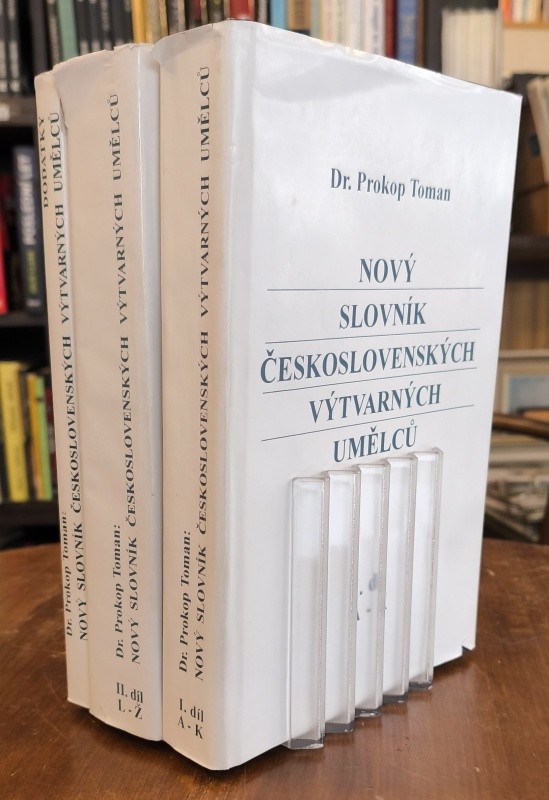 Dr. Prokop Toman
NOVÝ
SLOVNÍK
ČESKOSLOVENSKÝCH
VÝTVARNÝCH
UMĚLCŮ
Dr. Prokop Toman:
NOVÝ SLOVNÍK ČESKOSLOVENSKÝCH VÝTVARNÝCH UMĚLCŮ
I. díl
A - K
Dr. Prokop Toman:
NOVÝ SLOVNÍK ČESKOSLOVENSKÝCH VÝTVARNÝCH UMĚLCŮ
II. díl
L - Ž
Dr. Prokop Toman:
NOVÝ SLOVNÍK ČESKOSLOVENSKÝCH VÝTVARNÝCH UMĚLCŮ
DODATKY